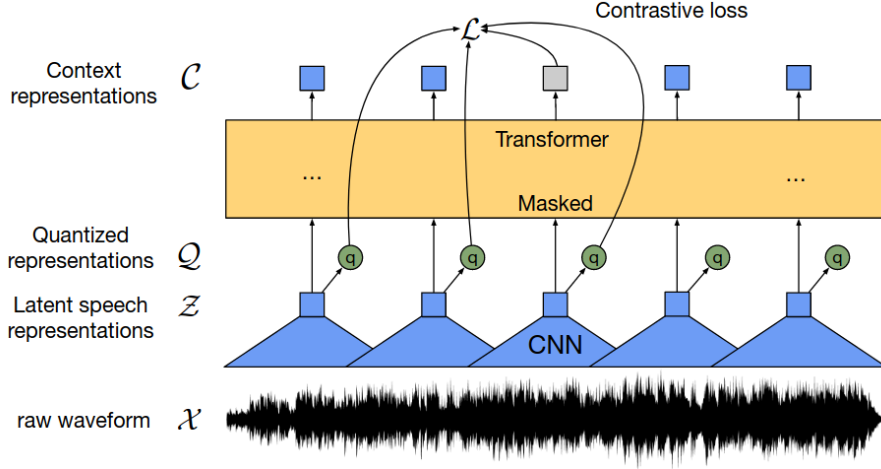 Contrastive loss
ℒ
Context
representations 𝒞
Transformer
... ...
Masked
Quantized
representations 𝒬
q q q q q
Latent speech
representations 𝒵
CNN
raw waveform 𝒳